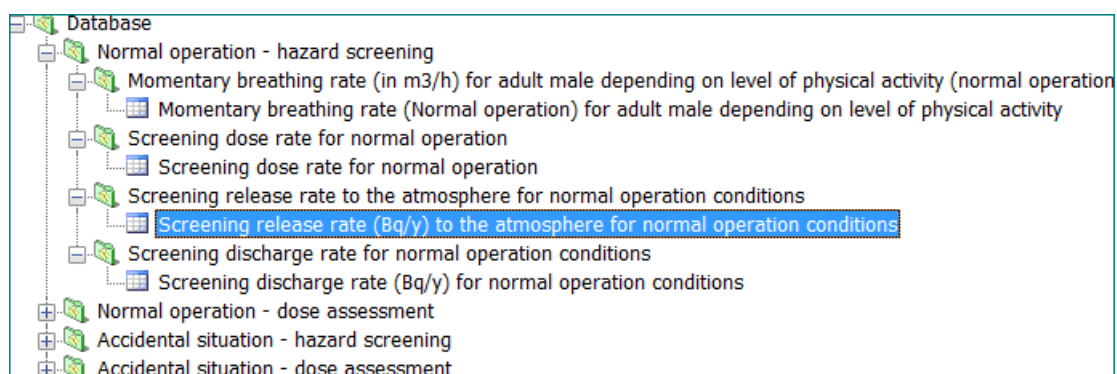 Database
Normal operation - hazard screening
Momentary breathing rate (in m3/h) for adult male depending on level of physical activity (normal operation
Momentary breathing rate (Normal operation) for adult male depending on level of physical activity
Screening dose rate for normal operation
Screening dose rate for normal operation
Screening release rate to the atmosphere for normal operation conditions
Screening release rate (Bq/y) to the atmosphere for normal operation conditions
Screening discharge rate for normal operation conditions
Screening discharge rate (Bq/y) for normal operation conditions
Normal operation - dose assessment
Accidental situation - hazard screening
Accidental situation - dose assessment